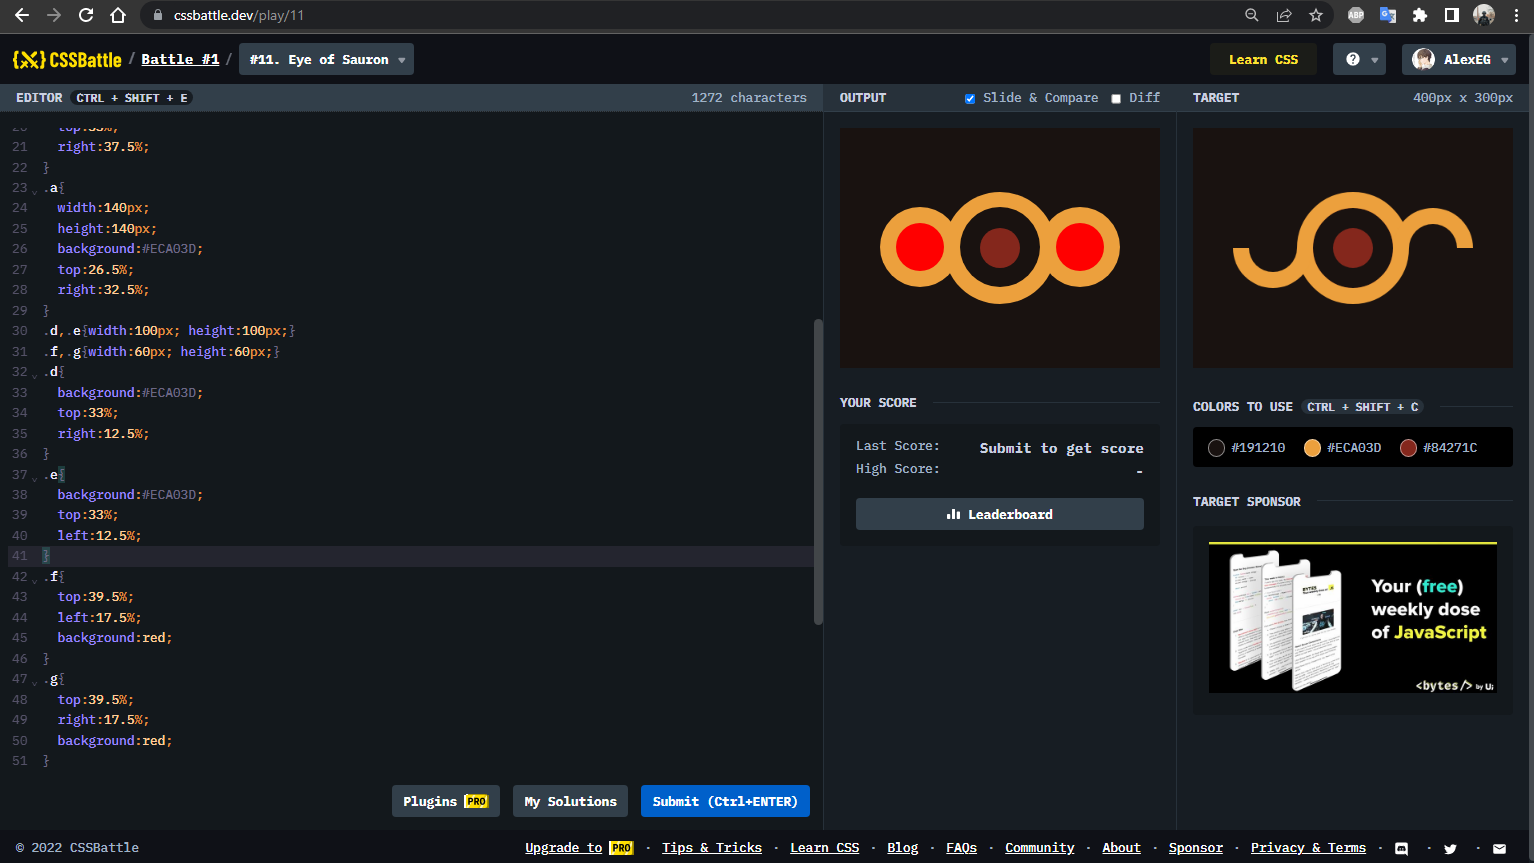 cssbattle.dev/play/11
{X} CSSBattle / Battle #1 / #11. Eye of Sauron
Learn CSS
?
AlexEG
EDITOR CTRL + SHIFT + E
1272 characters
20 top:33%;
21 right:37.5%;
22 }
23 .a{
24 width:140px;
25 height:140px;
26 background:#ECA03D;
27 top:26.5%;
28 right:32.5%;
29 }
30 .d,.e{width:100px; height:100px;}
31 .f,.g{width:60px; height:60px;}
32 .d{
33 background:#ECA03D;
34 top:33%;
35 right:12.5%;
36 }
37 .e{
38 background:#ECA03D;
39 top:33%;
40 left:12.5%;
41 }
42 .f{
43 top:39.5%;
44 left:17.5%;
45 background:red;
46 }
47 .g{
48 top:39.5%;
49 right:17.5%;
50 background:red;
51 }
Plugins PRO
My Solutions
Submit (Ctrl+ENTER)
OUTPUT
Slide & Compare
Diff
YOUR SCORE
Last Score: Submit to get score
High Score: -
Leaderboard
TARGET
400px x 300px
COLORS TO USE CTRL + SHIFT + C
#191210 #ECA03D #84271C
TARGET SPONSOR
BYTES
Your (free)
weekly dose
of JavaScript
<bytes/> by Ui
ABP
© 2022 CSSBattle
Upgrade to PRO · Tips & Tricks · Learn CSS · Blog · FAQs · Community · About · Sponsor · Privacy & Terms ·